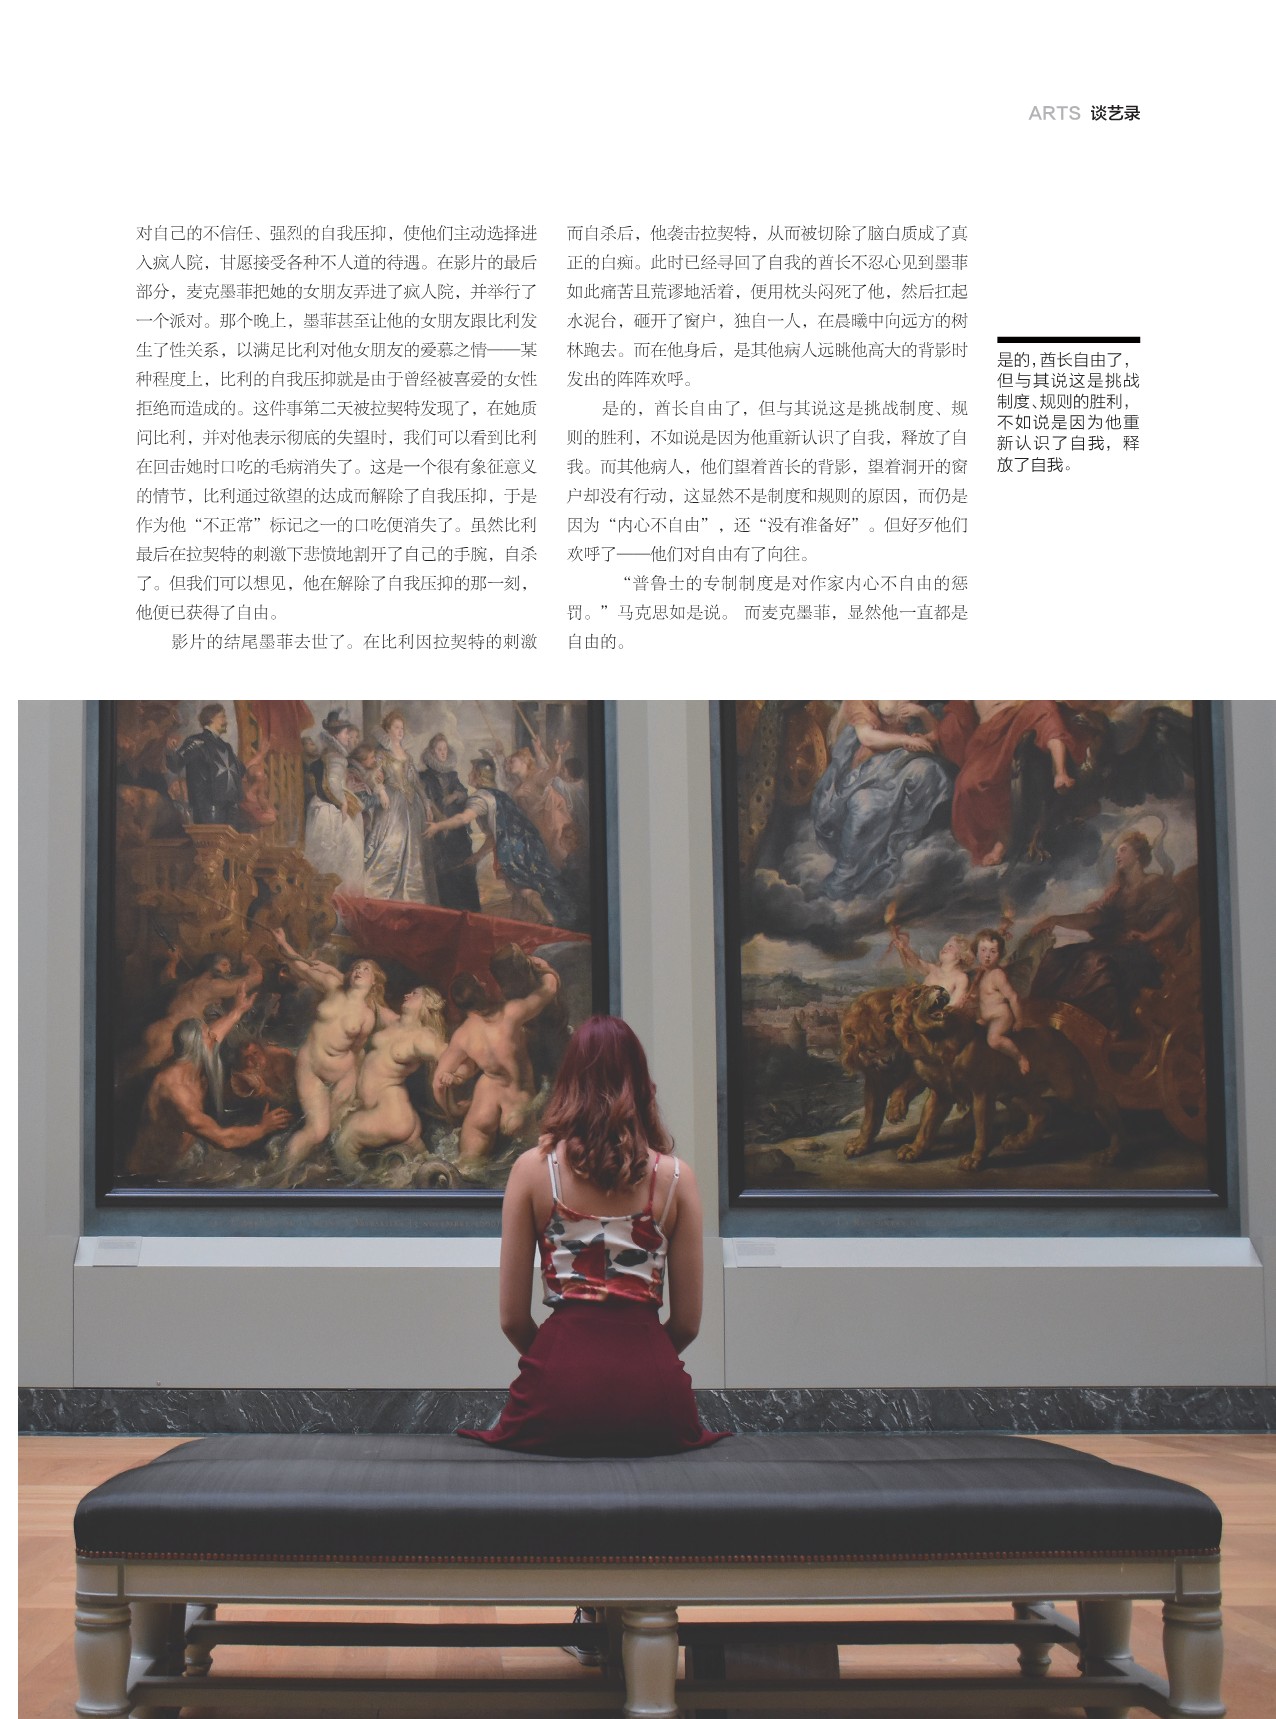 ARTS 谈艺录
对自己的不信任、强烈的自我压抑，使他们主动选择进
入疯人院，甘愿接受各种不人道的待遇。在影片的最后
部分，麦克墨菲把她的女朋友弄进了疯人院，并举行了
一个派对。那个晚上，墨菲甚至让他的女朋友跟比利发
生了性关系，以满足比利对他女朋友的爱慕之情——某
种程度上，比利的自我压抑就是由于曾经被喜爱的女性
拒绝而造成的。这件事第二天被拉契特发现了，在她质
问比利，并对他表示彻底的失望时，我们可以看到比利
在回击她时口吃的毛病消失了。这是一个很有象征意义
的情节，比利通过欲望的达成而解除了自我压抑，于是
作为他“不正常”标记之一的口吃便消失了。虽然比利
最后在拉契特的刺激下悲愤地割开了自己的手腕，自杀
了。但我们可以想见，他在解除了自我压抑的那一刻，
他便已获得了自由。
影片的结尾墨菲去世了。在比利因拉契特的刺激
而自杀后，他袭击拉契特，从而被切除了脑白质成了真
正的白痴。此时已经寻回了自我的酋长不忍心见到墨菲
如此痛苦且荒谬地活着，便用枕头闷死了他，然后扛起
水泥台，砸开了窗户，独自一人，在晨曦中向远方的树
林跑去。而在他身后，是其他病人远眺他高大的背影时
发出的阵阵欢呼。
是的，酋长自由了，但与其说这是挑战制度、规
则的胜利，不如说是因为他重新认识了自我，释放了自
我。而其他病人，他们望着酋长的背影，望着洞开的窗
户却没有行动，这显然不是制度和规则的原因，而仍是
因为“内心不自由”，还“没有准备好”。但好歹他们
欢呼了——他们对自由有了向往。
“普鲁士的专制制度是对作家内心不自由的惩
罚。”马克思如是说。 而麦克墨菲，显然他一直都是
自由的。
是的，酋长自由了，
但与其说这是挑战
制度、规则的胜利，
不如说是因为他重
新认识了自我，释
放了自我。